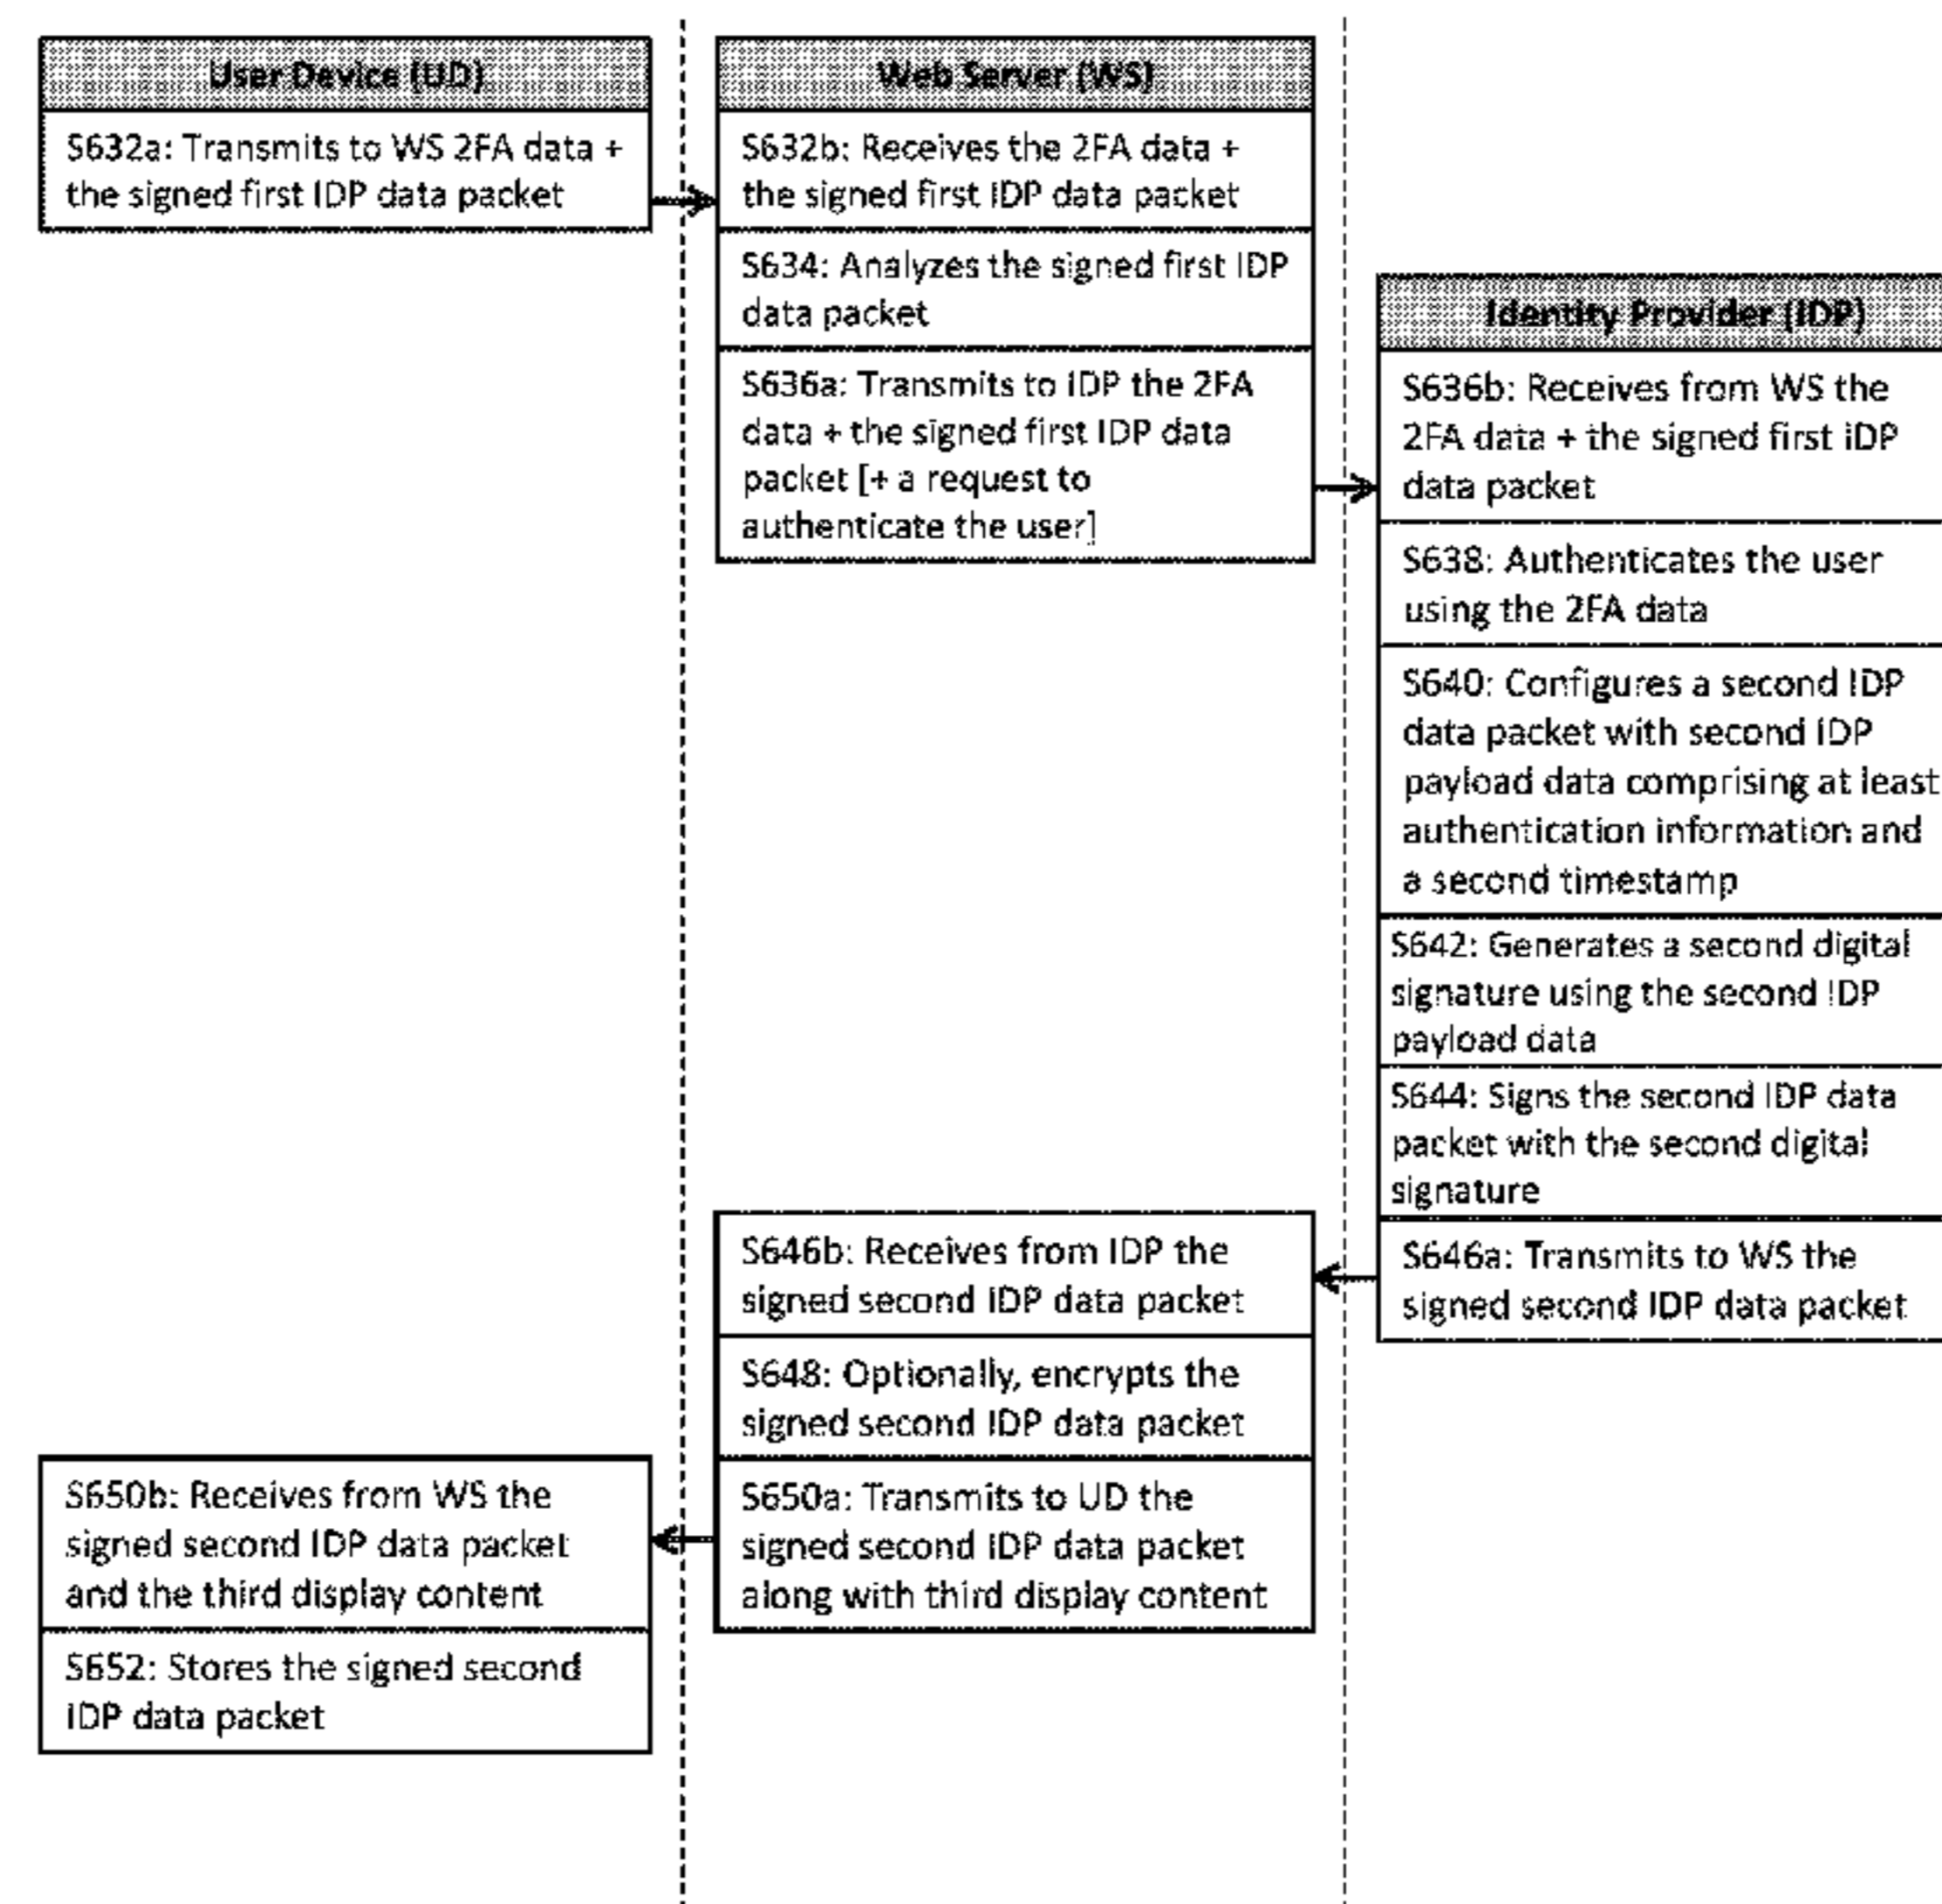 User Device (UD)
S632a: Transmits to WS 2FA data +
the signed first IDP data packet
Web Server (WS)
S632b: Receives the 2FA data +
the signed first IDP data packet
S634: Analyzes the signed first IDP
data packet
S636a: Transmits to IDP the 2FA
data + the signed first IDP data
packet [+ a request to
authenticate the user]
Identity Provider (IDP)
S636b: Receives from WS the
2FA data + the signed first IDP
data packet
S638: Authenticates the user
using the 2FA data
S640: Configures a second IDP
data packet with second IDP
payload data comprising at least
authentication information and
a second timestamp
S642: Generates a second digital
signature using the second IDP
payload data
S644: Signs the second IDP data
packet with the second digital
signature
S646a: Transmits to WS the
signed second IDP data packet
S646b: Receives from IDP the
signed second IDP data packet
S648: Optionally, encrypts the
signed second IDP data packet
S650a: Transmits to UD the
signed second IDP data packet
along with third display content
S650b: Receives from WS the
signed second IDP data packet
and the third display content
S652: Stores the signed second
IDP data packet